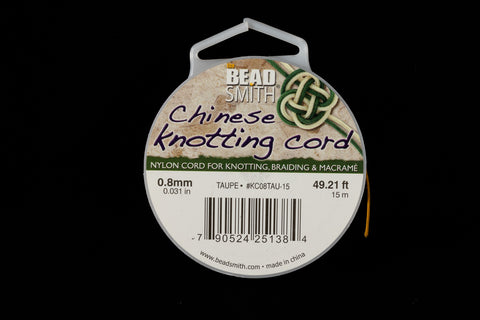 BEAD
SMITH
Chinese
knotting cord
NYLON CORD FOR KNOTTING, BRAIDING & MACRAMÉ
0.8mm TAUPE • #KC08TAU-15 49.21 ft
0.031 in 15 m
7 90524 25138 4
www.beadsmith.com • made in china